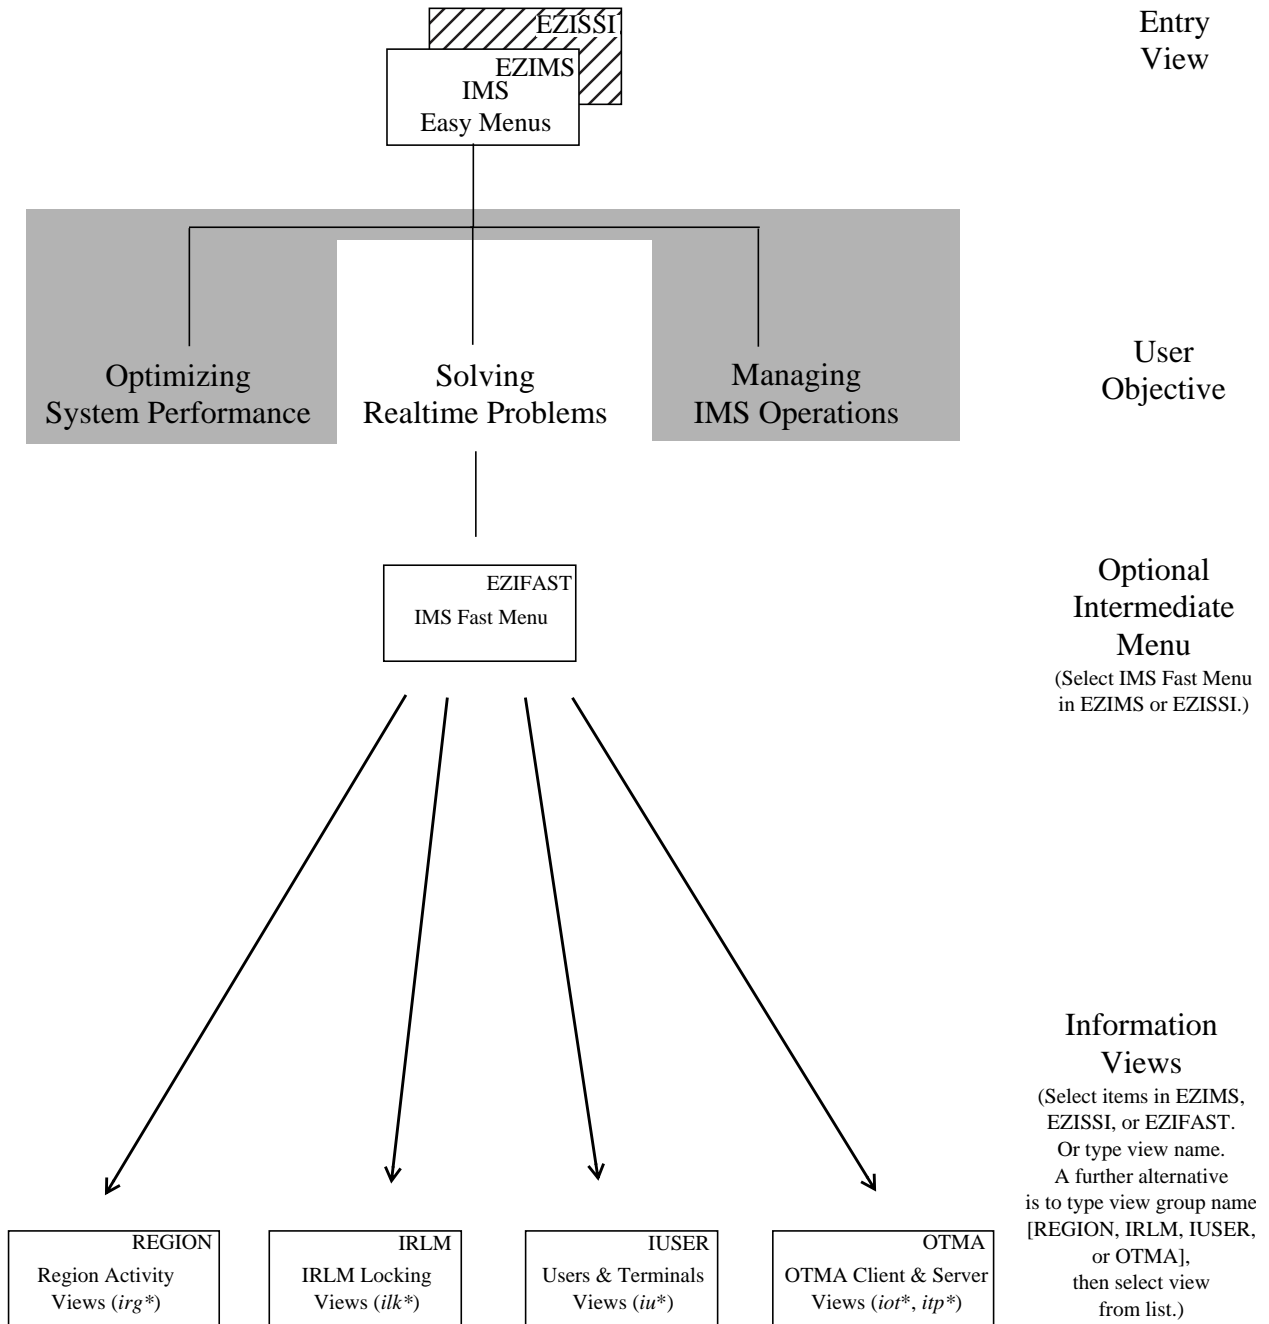 EZISSI
EZIMS
IMS
Easy Menus
Entry
View
Optimizing
System Performance
Solving
Realtime Problems
Managing
IMS Operations
User
Objective
EZIFAST
IMS Fast Menu
Optional
Intermediate
Menu
(Select IMS Fast Menu
in EZIMS or EZISSI.)
Information
Views
(Select items in EZIMS,
EZISSI, or EZIFAST.
Or type view name.
A further alternative
is to type view group name
[REGION, IRLM, IUSER,
or OTMA],
then select view
from list.)
REGION
Region Activity
Views (irg*)
IRLM
IRLM Locking
Views (ilk*)
IUSER
Users & Terminals
Views (iu*)
OTMA
OTMA Client & Server
Views (iot*, itp*)